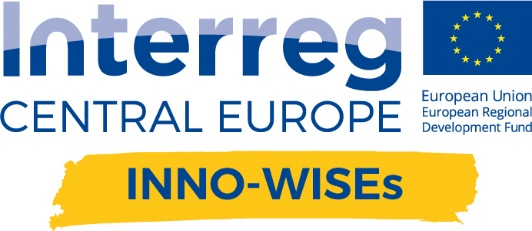 Interreg
CENTRAL EUROPE
European Union
European Regional
Development Fund
INNO-WISEs